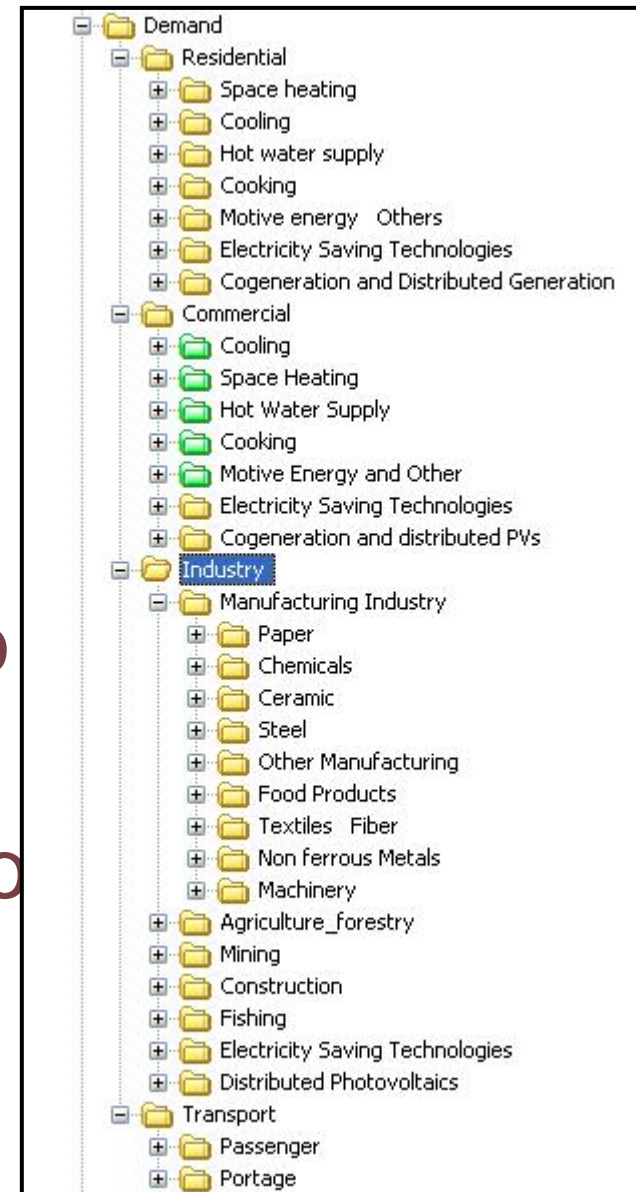 Demand
Residential
Space heating
Cooling
Hot water supply
Cooking
Motive energy   Others
Electricity Saving Technologies
Cogeneration and Distributed Generation
Commercial
Cooling
Space Heating
Hot Water Supply
Cooking
Motive Energy and Other
Electricity Saving Technologies
Cogeneration and distributed PVs
Industry
Manufacturing Industry
Paper
Chemicals
Ceramic
Steel
Other Manufacturing
Food Products
Textiles   Fiber
Non ferrous Metals
Machinery
Agriculture_forestry
Mining
Construction
Fishing
Electricity Saving Technologies
Distributed Photovoltaics
Transport
Passenger
Portage